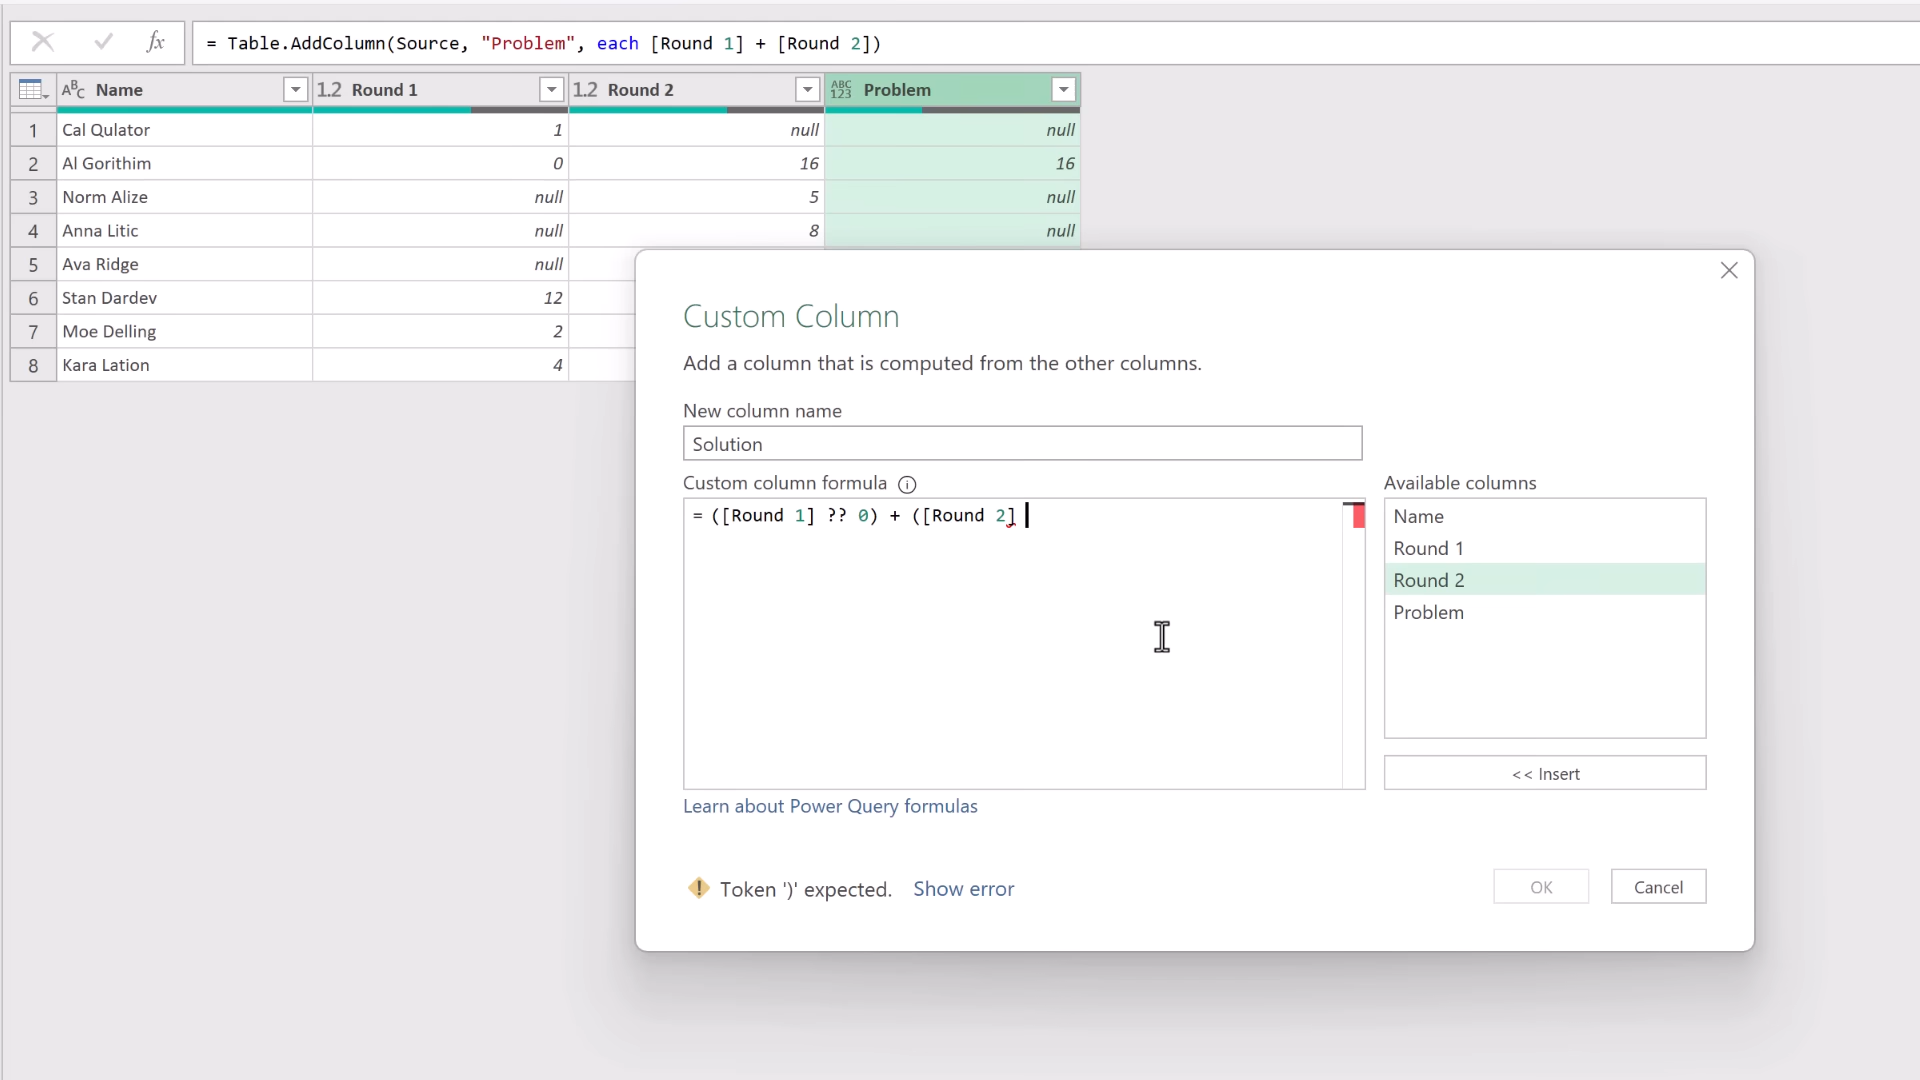 fx = Table.AddColumn(Source, "Problem", each [Round 1] + [Round 2])
ABC Name 1.2 Round 1 1.2 Round 2 ABC 123 Problem
1 Cal Qulator 1 null null
2 Al Gorithim 0 16 16
3 Norm Alize null 5 null
4 Anna Litic null 8 null
5 Ava Ridge null
6 Stan Dardev 12
7 Moe Delling 2
8 Kara Lation 4
Custom Column
Add a column that is computed from the other columns.
New column name
Solution
Custom column formula
= ([Round 1] ?? 0) + ([Round 2]
Available columns
Name
Round 1
Round 2
Problem
<< Insert
Learn about Power Query formulas
Token ')' expected. Show error
OK Cancel